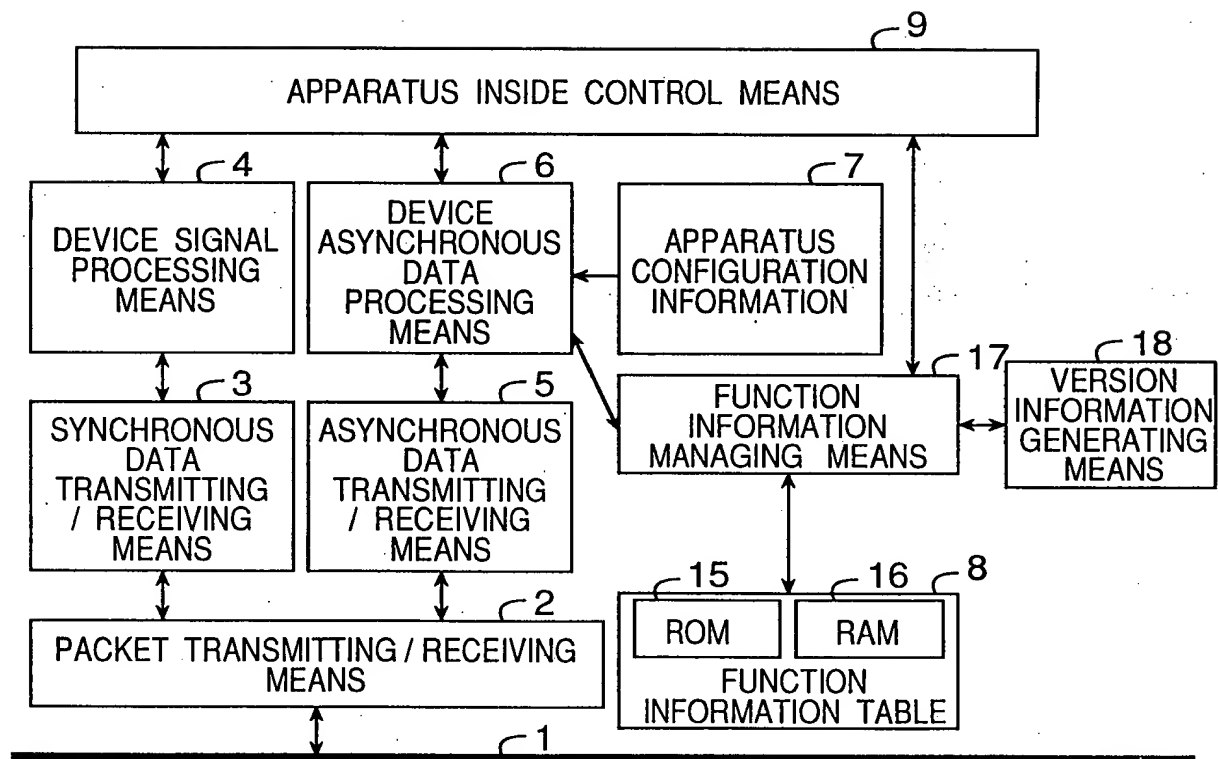 9
APPARATUS INSIDE CONTROL MEANS
4
DEVICE SIGNAL
PROCESSING
MEANS
6
DEVICE
ASYNCHRONOUS
DATA
PROCESSING
MEANS
7
APPARATUS
CONFIGURATION
INFORMATION
3
SYNCHRONOUS
DATA
TRANSMITTING
/ RECEIVING
MEANS
5
ASYNCHRONOUS
DATA
TRANSMITTING
/ RECEIVING
MEANS
17
FUNCTION
INFORMATION
MANAGING MEANS
18
VERSION
INFORMATION
GENERATING
MEANS
2
PACKET TRANSMITTING / RECEIVING
MEANS
15
ROM
16
RAM
8
FUNCTION
INFORMATION TABLE
1